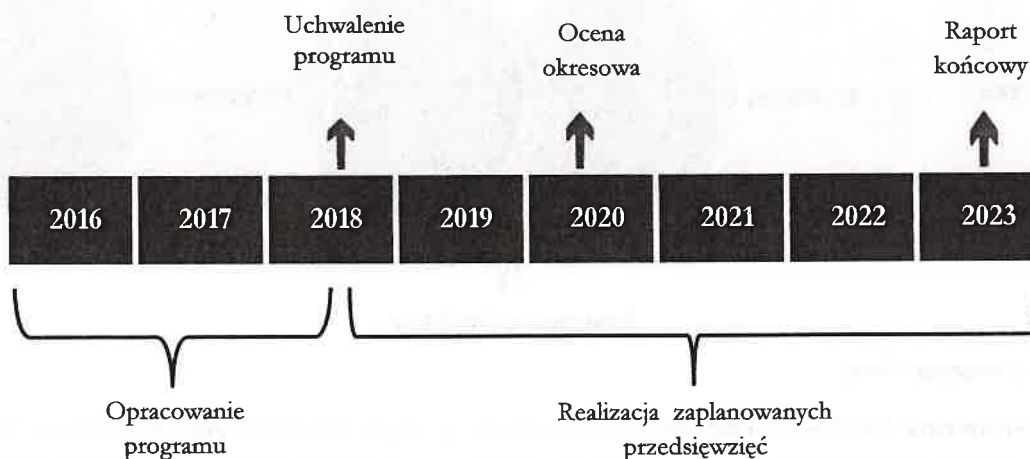 Uchwalenie
programu
Ocena
okresowa
Raport
końcowy
2016 2017 2018 2019 2020 2021 2022 2023
Opracowanie
programu
Realizacja zaplanowanych
przedsięwzięć